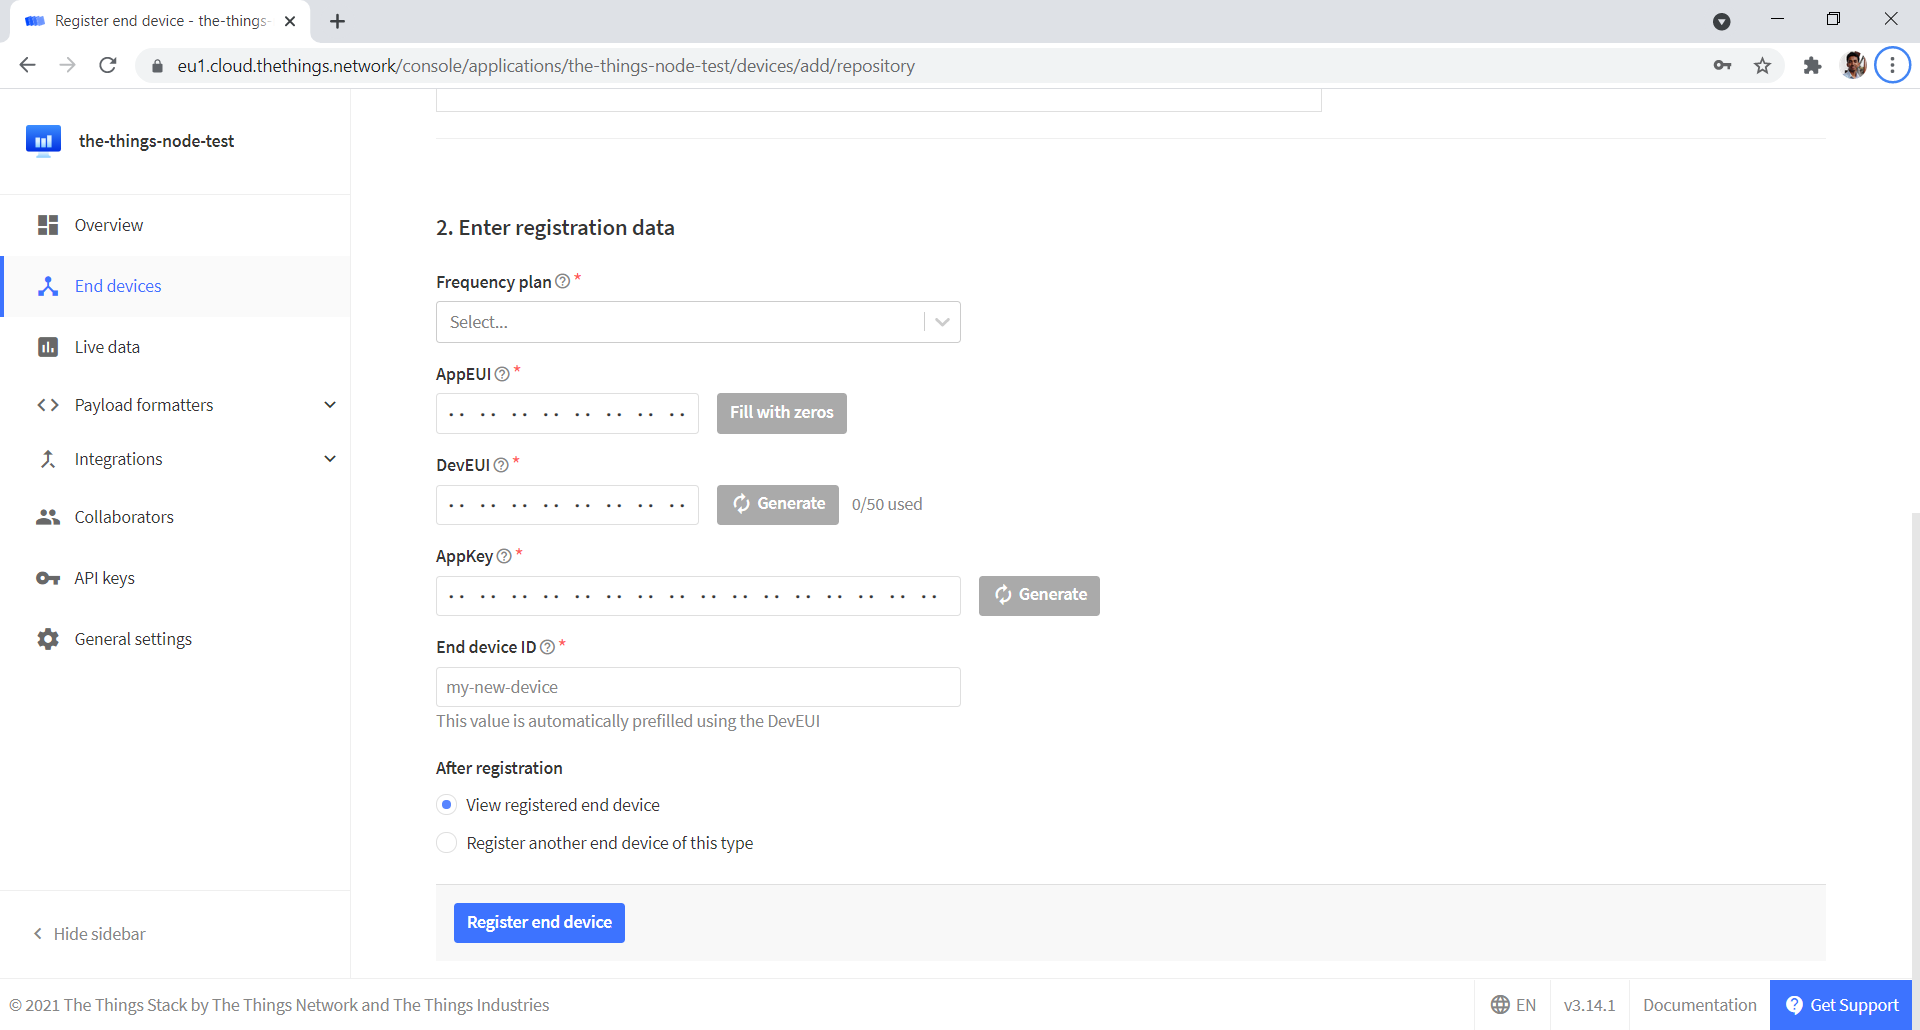 Register end device - the-things-
eu1.cloud.thethings.network/console/applications/the-things-node-test/devices/add/repository
the-things-node-test
Overview
End devices
Live data
Payload formatters
Integrations
Collaborators
API keys
General settings
Hide sidebar
2. Enter registration data
Frequency plan *
Select...
AppEUI *
Fill with zeros
DevEUI *
Generate 0/50 used
AppKey *
Generate
End device ID *
my-new-device
This value is automatically prefilled using the DevEUI
After registration
View registered end device
Register another end device of this type
Register end device
© 2021 The Things Stack by The Things Network and The Things Industries
EN
v3.14.1
Documentation
Get Support